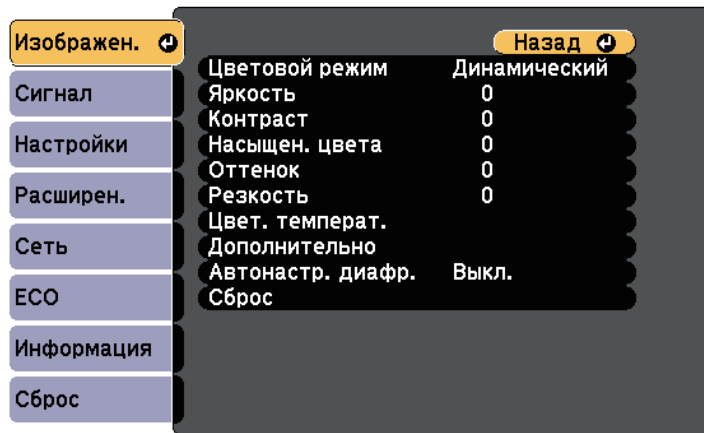 Изображен.
Сигнал
Настройки
Расширен.
Сеть
ECO
Информация
Сброс
Назад
Цветовой режим Динамический
Яркость 0
Контраст 0
Насыщен. цвета 0
Оттенок 0
Резкость 0
Цвет. температ.
Дополнительно
Автонастр. диафр. Выкл.
Сброс